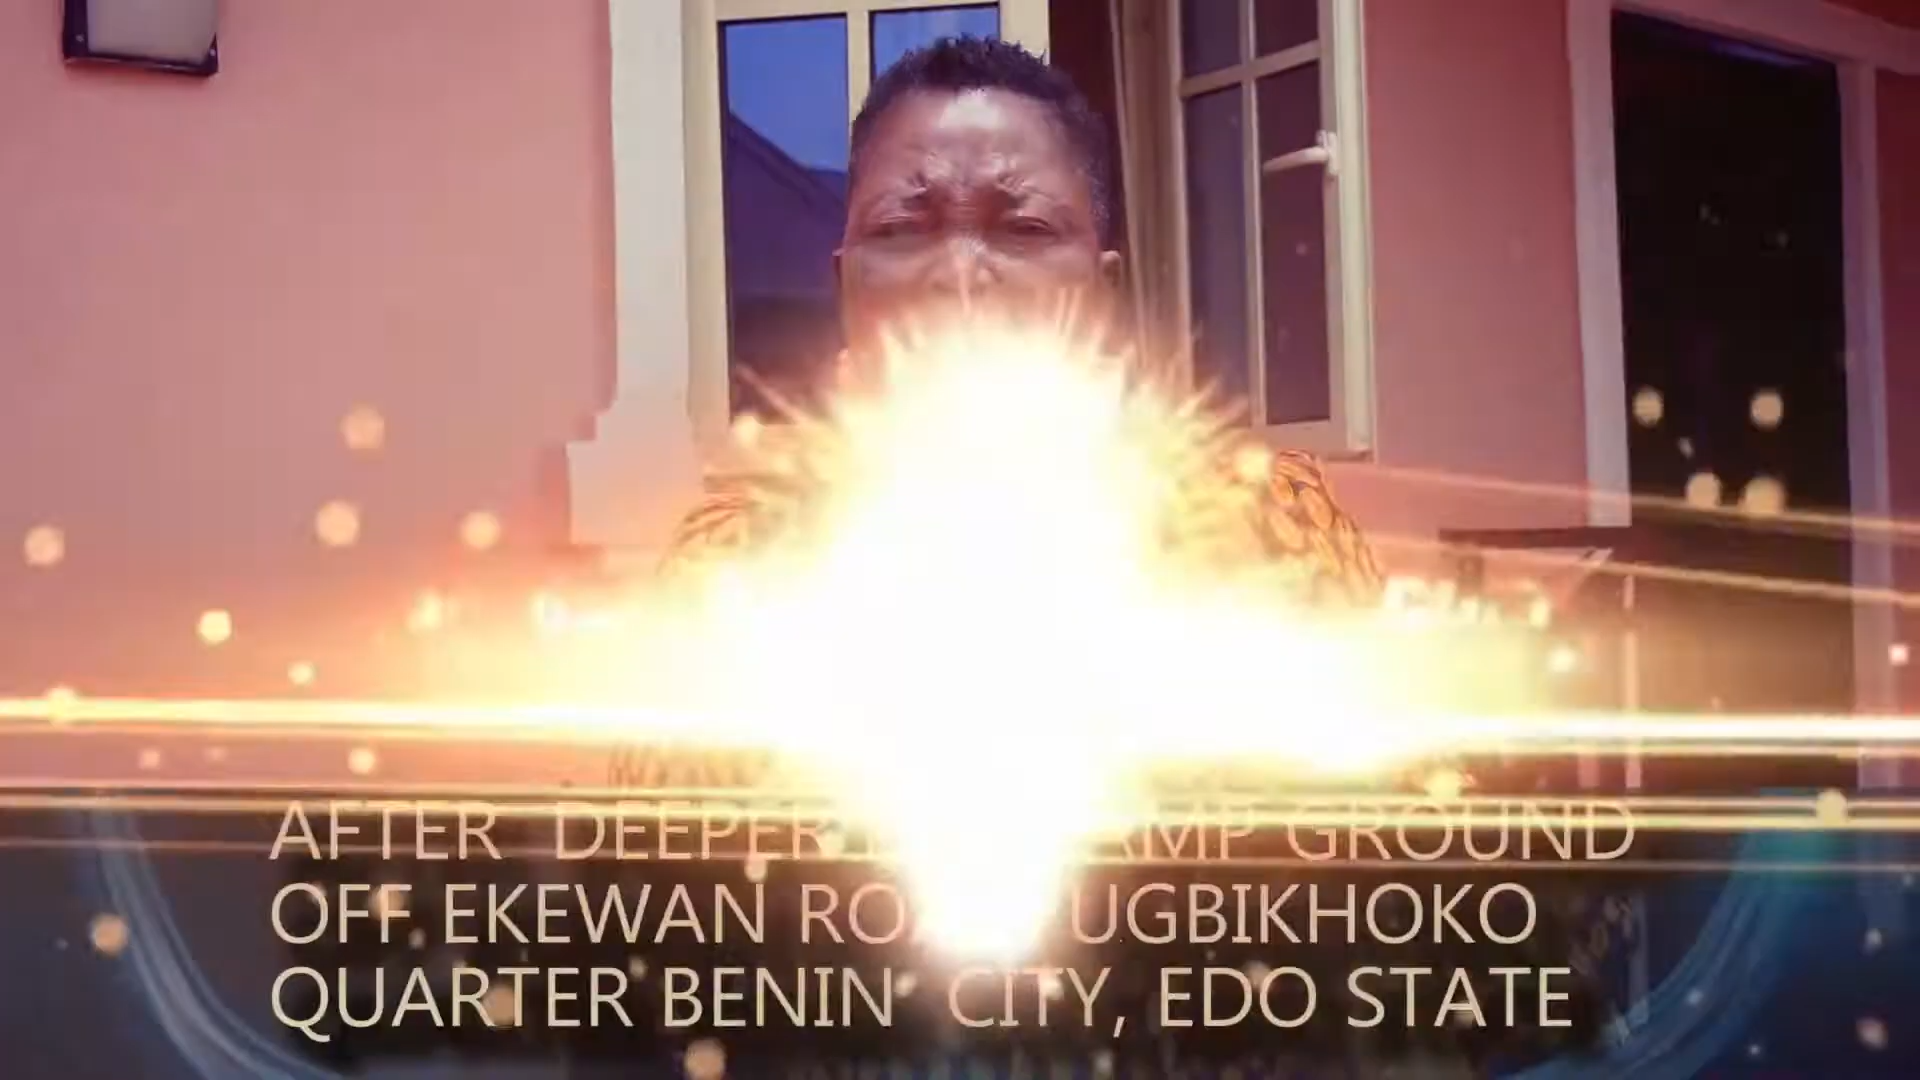 AFTER DEEPER GROUND
OFF EKEWAN UGBIKHOKO
QUARTER BENIN CITY, EDO STATE